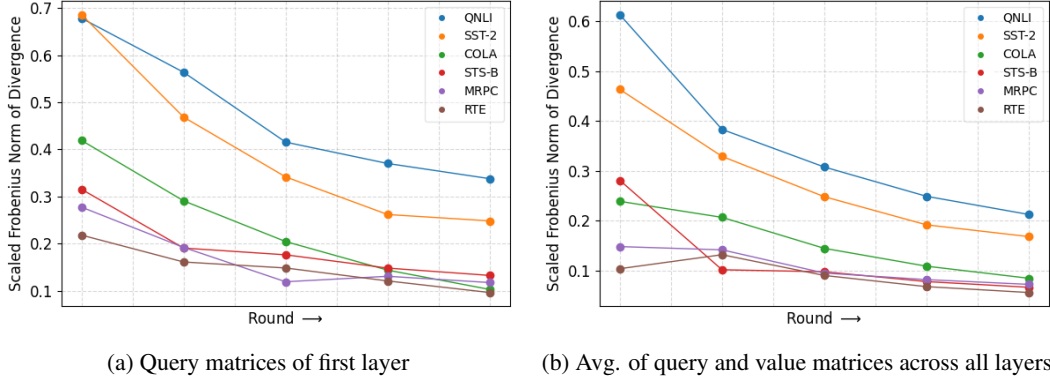 Scaled Frobenius Norm of Divergence
0.7
0.6
0.5
0.4
0.3
0.2
0.1
QNLI
SST-2
COLA
STS-B
MRPC
RTE
Round ⟶
(a) Query matrices of first layer
Scaled Frobenius Norm of Divergence
0.6
0.5
0.4
0.3
0.2
0.1
QNLI
SST-2
COLA
STS-B
MRPC
RTE
Round ⟶
(b) Avg. of query and value matrices across all layers